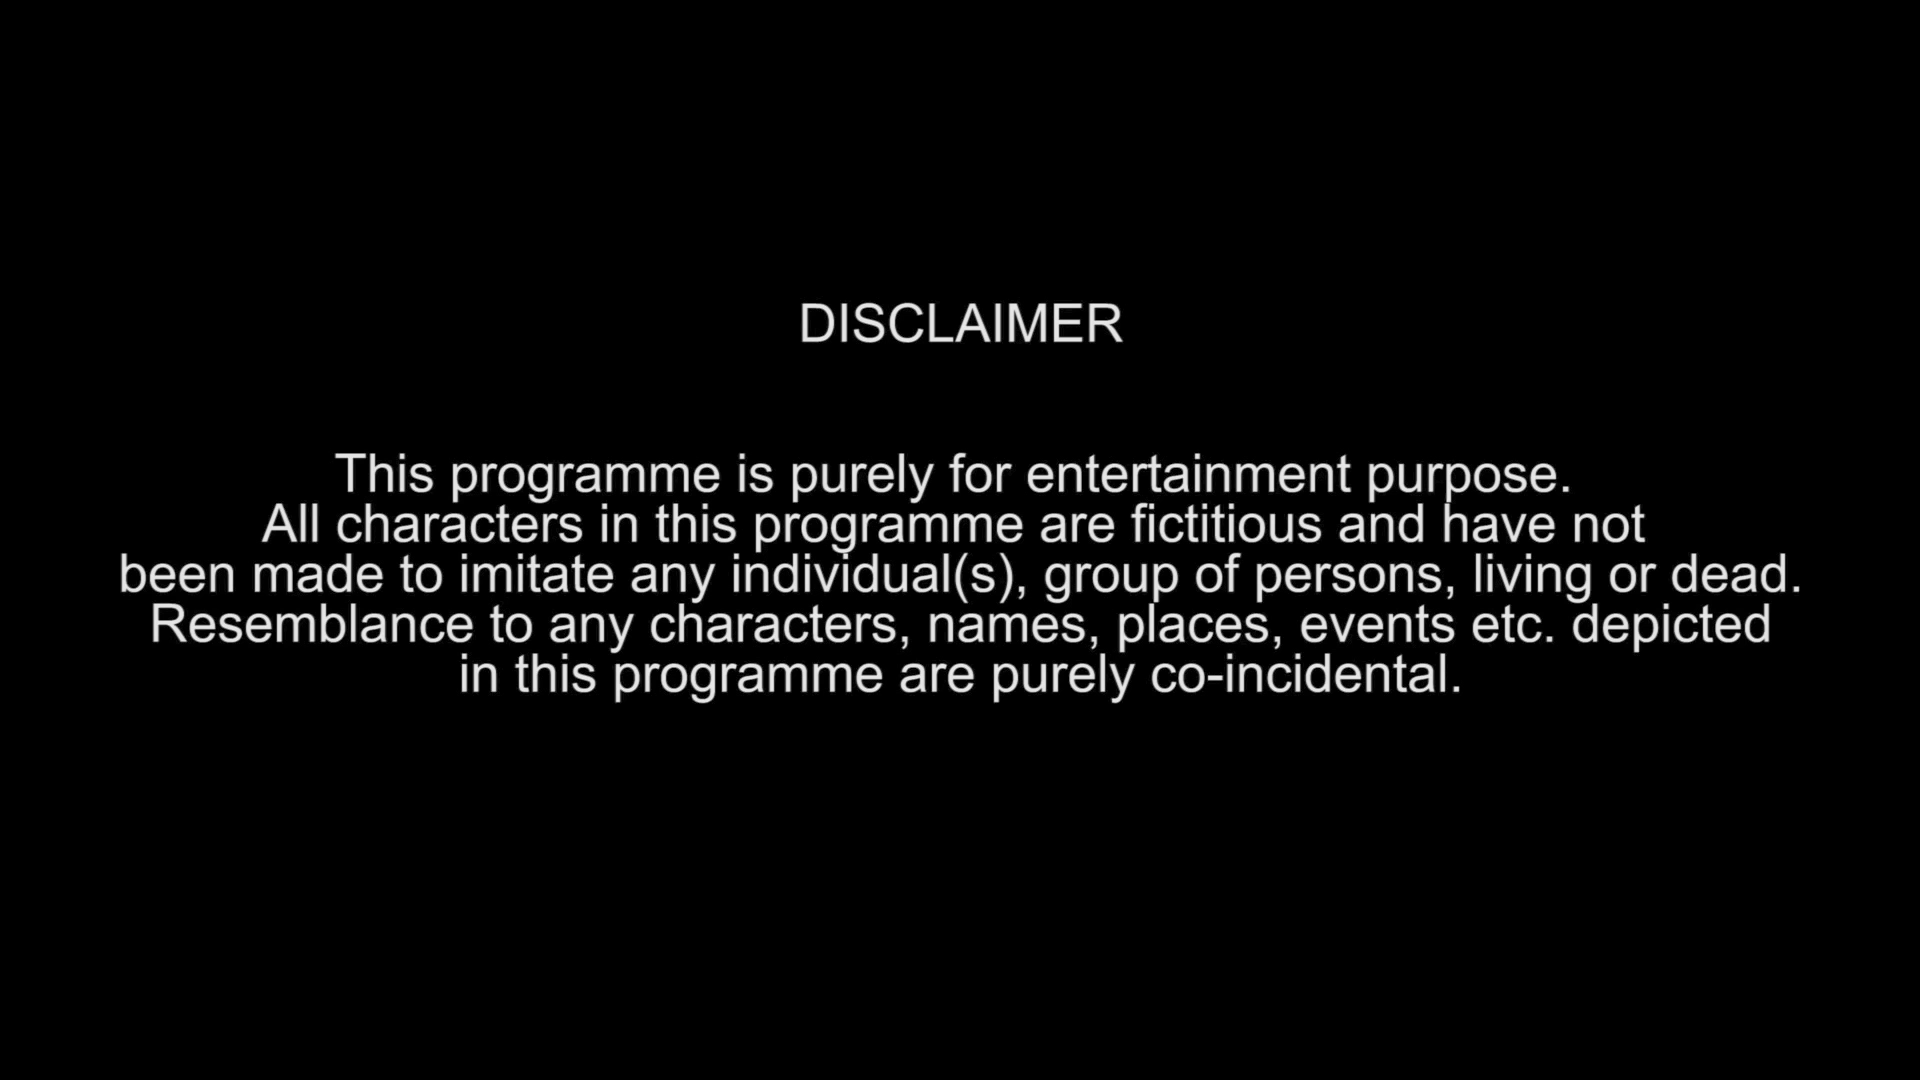 DISCLAIMER
This programme is purely for entertainment purpose.
All characters in this programme are fictitious and have not
been made to imitate any individual(s), group of persons, living or dead.
Resemblance to any characters, names, places, events etc. depicted
in this programme are purely co-incidental.